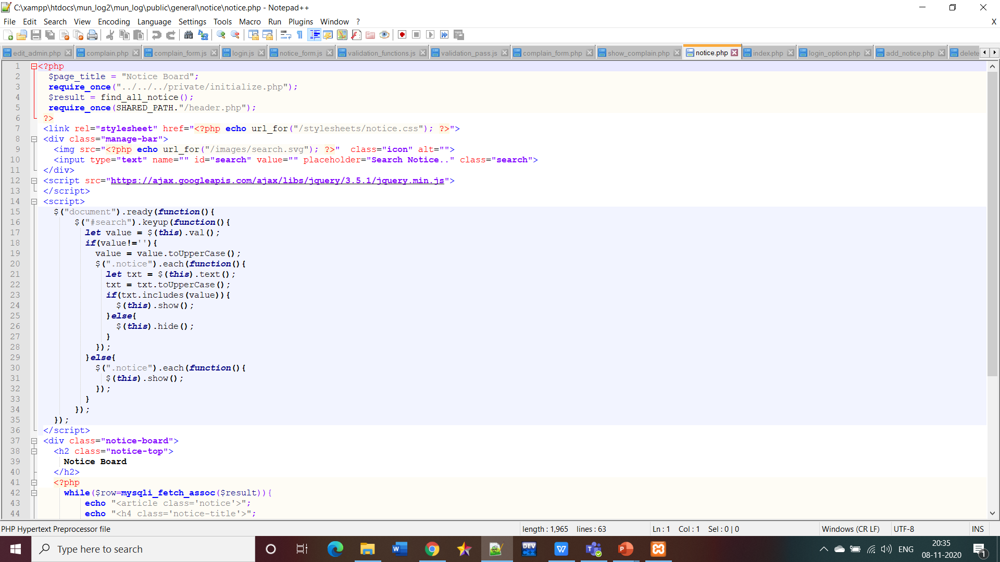 C:\xampp\htdocs\mun_log2\mun_log\public\general\notice\notice.php - Notepad++
File Edit Search View Encoding Language Settings Tools Macro Run Plugins Window ? X
edit_admin.php complain.php complain_form.js login.js notice_form.js validation_functions.js validation_pass.js complain_form.php show_complain.php notice.php index.php login_option.php add_notice.php delete
1 <?php
2 $page_title = "Notice Board";
3 require_once("../../../private/initialize.php");
4 $result = find_all_notice();
5 require_once(SHARED_PATH."/header.php");
6 ?>
7 <link rel="stylesheet" href="<?php echo url_for("/stylesheets/notice.css"); ?>">
8 <div class="manage-bar">
9 <img src="<?php echo url_for("/images/search.svg"); ?>"  class="icon" alt="">
10 <input type="text" name="" id="search" value="" placeholder="Search Notice.." class="search">
11 </div>
12 <script src="https://ajax.googleapis.com/ajax/libs/jquery/3.5.1/jquery.min.js">
13 </script>
14 <script>
15 $("document").ready(function(){
16 $("#search").keyup(function(){
17 let value = $(this).val();
18 if(value!=''){
19 value = value.toUpperCase();
20 $(".notice").each(function(){
21 let txt = $(this).text();
22 txt = txt.toUpperCase();
23 if(txt.includes(value)){
24 $(this).show();
25 }else{
26 $(this).hide();
27 }
28 });
29 }else{
30 $(".notice").each(function(){
31 $(this).show();
32 });
33 }
34 });
35 });
36 </script>
37 <div class="notice-board">
38 <h2 class="notice-top">
39 Notice Board
40 </h2>
41 <?php
42 while($row=mysqli_fetch_assoc($result)){
43 echo "<article class='notice'>";
44 echo "<h4 class='notice-title'>";
PHP Hypertext Preprocessor file length : 1,965 lines : 63 Ln : 1 Col : 1 Sel : 0 | 0 Windows (CR LF) UTF-8 INS
Type here to search DEV C++ ENG 20:35
08-11-2020 1